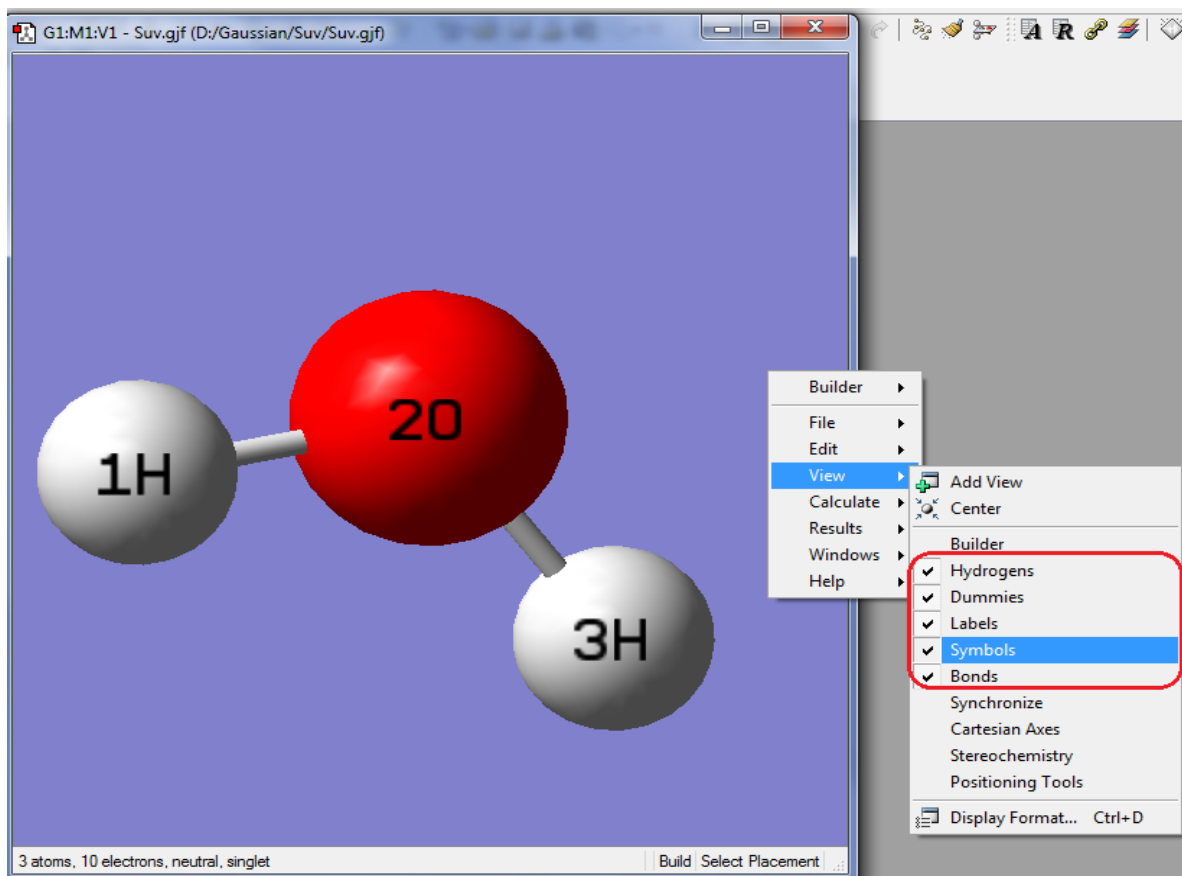 G1:M1:V1 - Suv.gjf (D:/Gaussian/Suv/Suv.gjf)
A R
2O
1H
3H
Builder
File
Edit
View
Calculate
Results
Windows
Help
Add View
Center
Builder
Hydrogens
Dummies
Labels
Symbols
Bonds
Synchronize
Cartesian Axes
Stereochemistry
Positioning Tools
Display Format... Ctrl+D
3 atoms, 10 electrons, neutral, singlet Build Select Placement